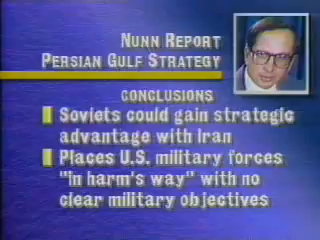 NUNN REPORT
PERSIAN GULF STRATEGY
CONCLUSIONS
Soviets could gain strategic
advantage with Iran
Places U.S. military forces
"in harm's way" with no
clear military objectives